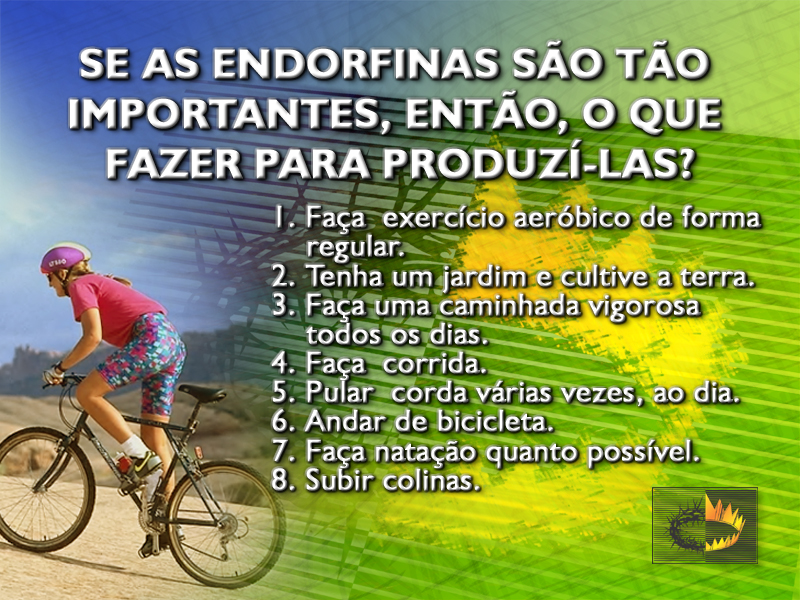 SE AS ENDORFINAS SÃO TÃO
IMPORTANTES, ENTÃO, O QUE
FAZER PARA PRODUZÍ-LAS?
1. Faça exercício aeróbico de forma
regular.
2. Tenha um jardim e cultive a terra.
3. Faça uma caminhada vigorosa
todos os dias.
4. Faça corrida.
5. Pular corda várias vezes, ao dia.
6. Andar de bicicleta.
7. Faça natação quanto possível.
8. Subir colinas.